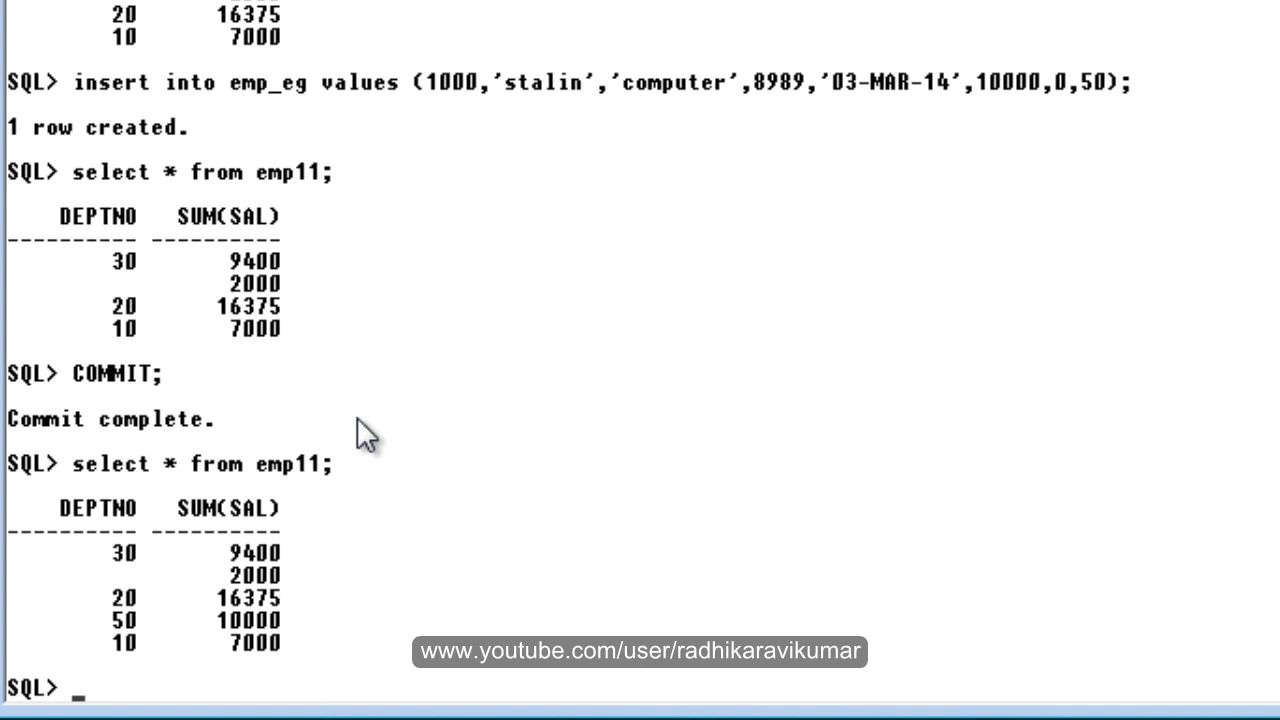 20 16375
10 7000
SQL> insert into emp_eg values (1000,'stalin','computer',8989,'03-MAR-14',10000,0,50);
1 row created.
SQL> select * from emp11;
DEPTNO SUM(SAL)
---------- ----------
30 9400
2000
20 16375
10 7000
SQL> COMMIT;
Commit complete.
SQL> select * from emp11;
DEPTNO SUM(SAL)
---------- ----------
30 9400
2000
20 16375
50 10000
10 7000
www.youtube.com/user/radhikaravikumar
SQL> _